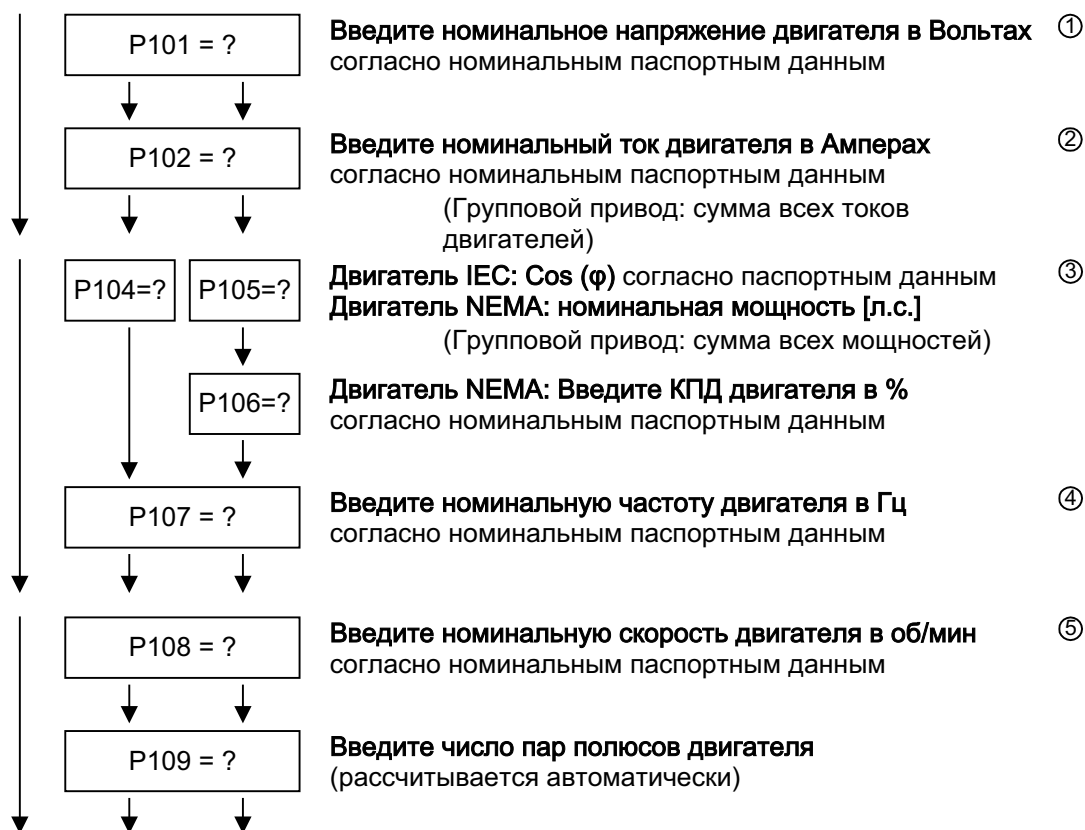 P101 = ?
Введите номинальное напряжение двигателя в Вольтах ①
согласно номинальным паспортным данным
P102 = ?
Введите номинальный ток двигателя в Амперах ②
согласно номинальным паспортным данным
(Групповой привод: сумма всех токов
двигателей)
P104=? P105=?
Двигатель IEC: Cos (φ) согласно паспортным данным ③
Двигатель NEMA: номинальная мощность [л.с.]
(Групповой привод: сумма всех мощностей)
P106=?
Двигатель NEMA: Введите КПД двигателя в %
согласно номинальным паспортным данным
P107 = ?
Введите номинальную частоту двигателя в Гц ④
согласно номинальным паспортным данным
P108 = ?
Введите номинальную скорость двигателя в об/мин ⑤
согласно номинальным паспортным данным
P109 = ?
Введите число пар полюсов двигателя
(рассчитывается автоматически)